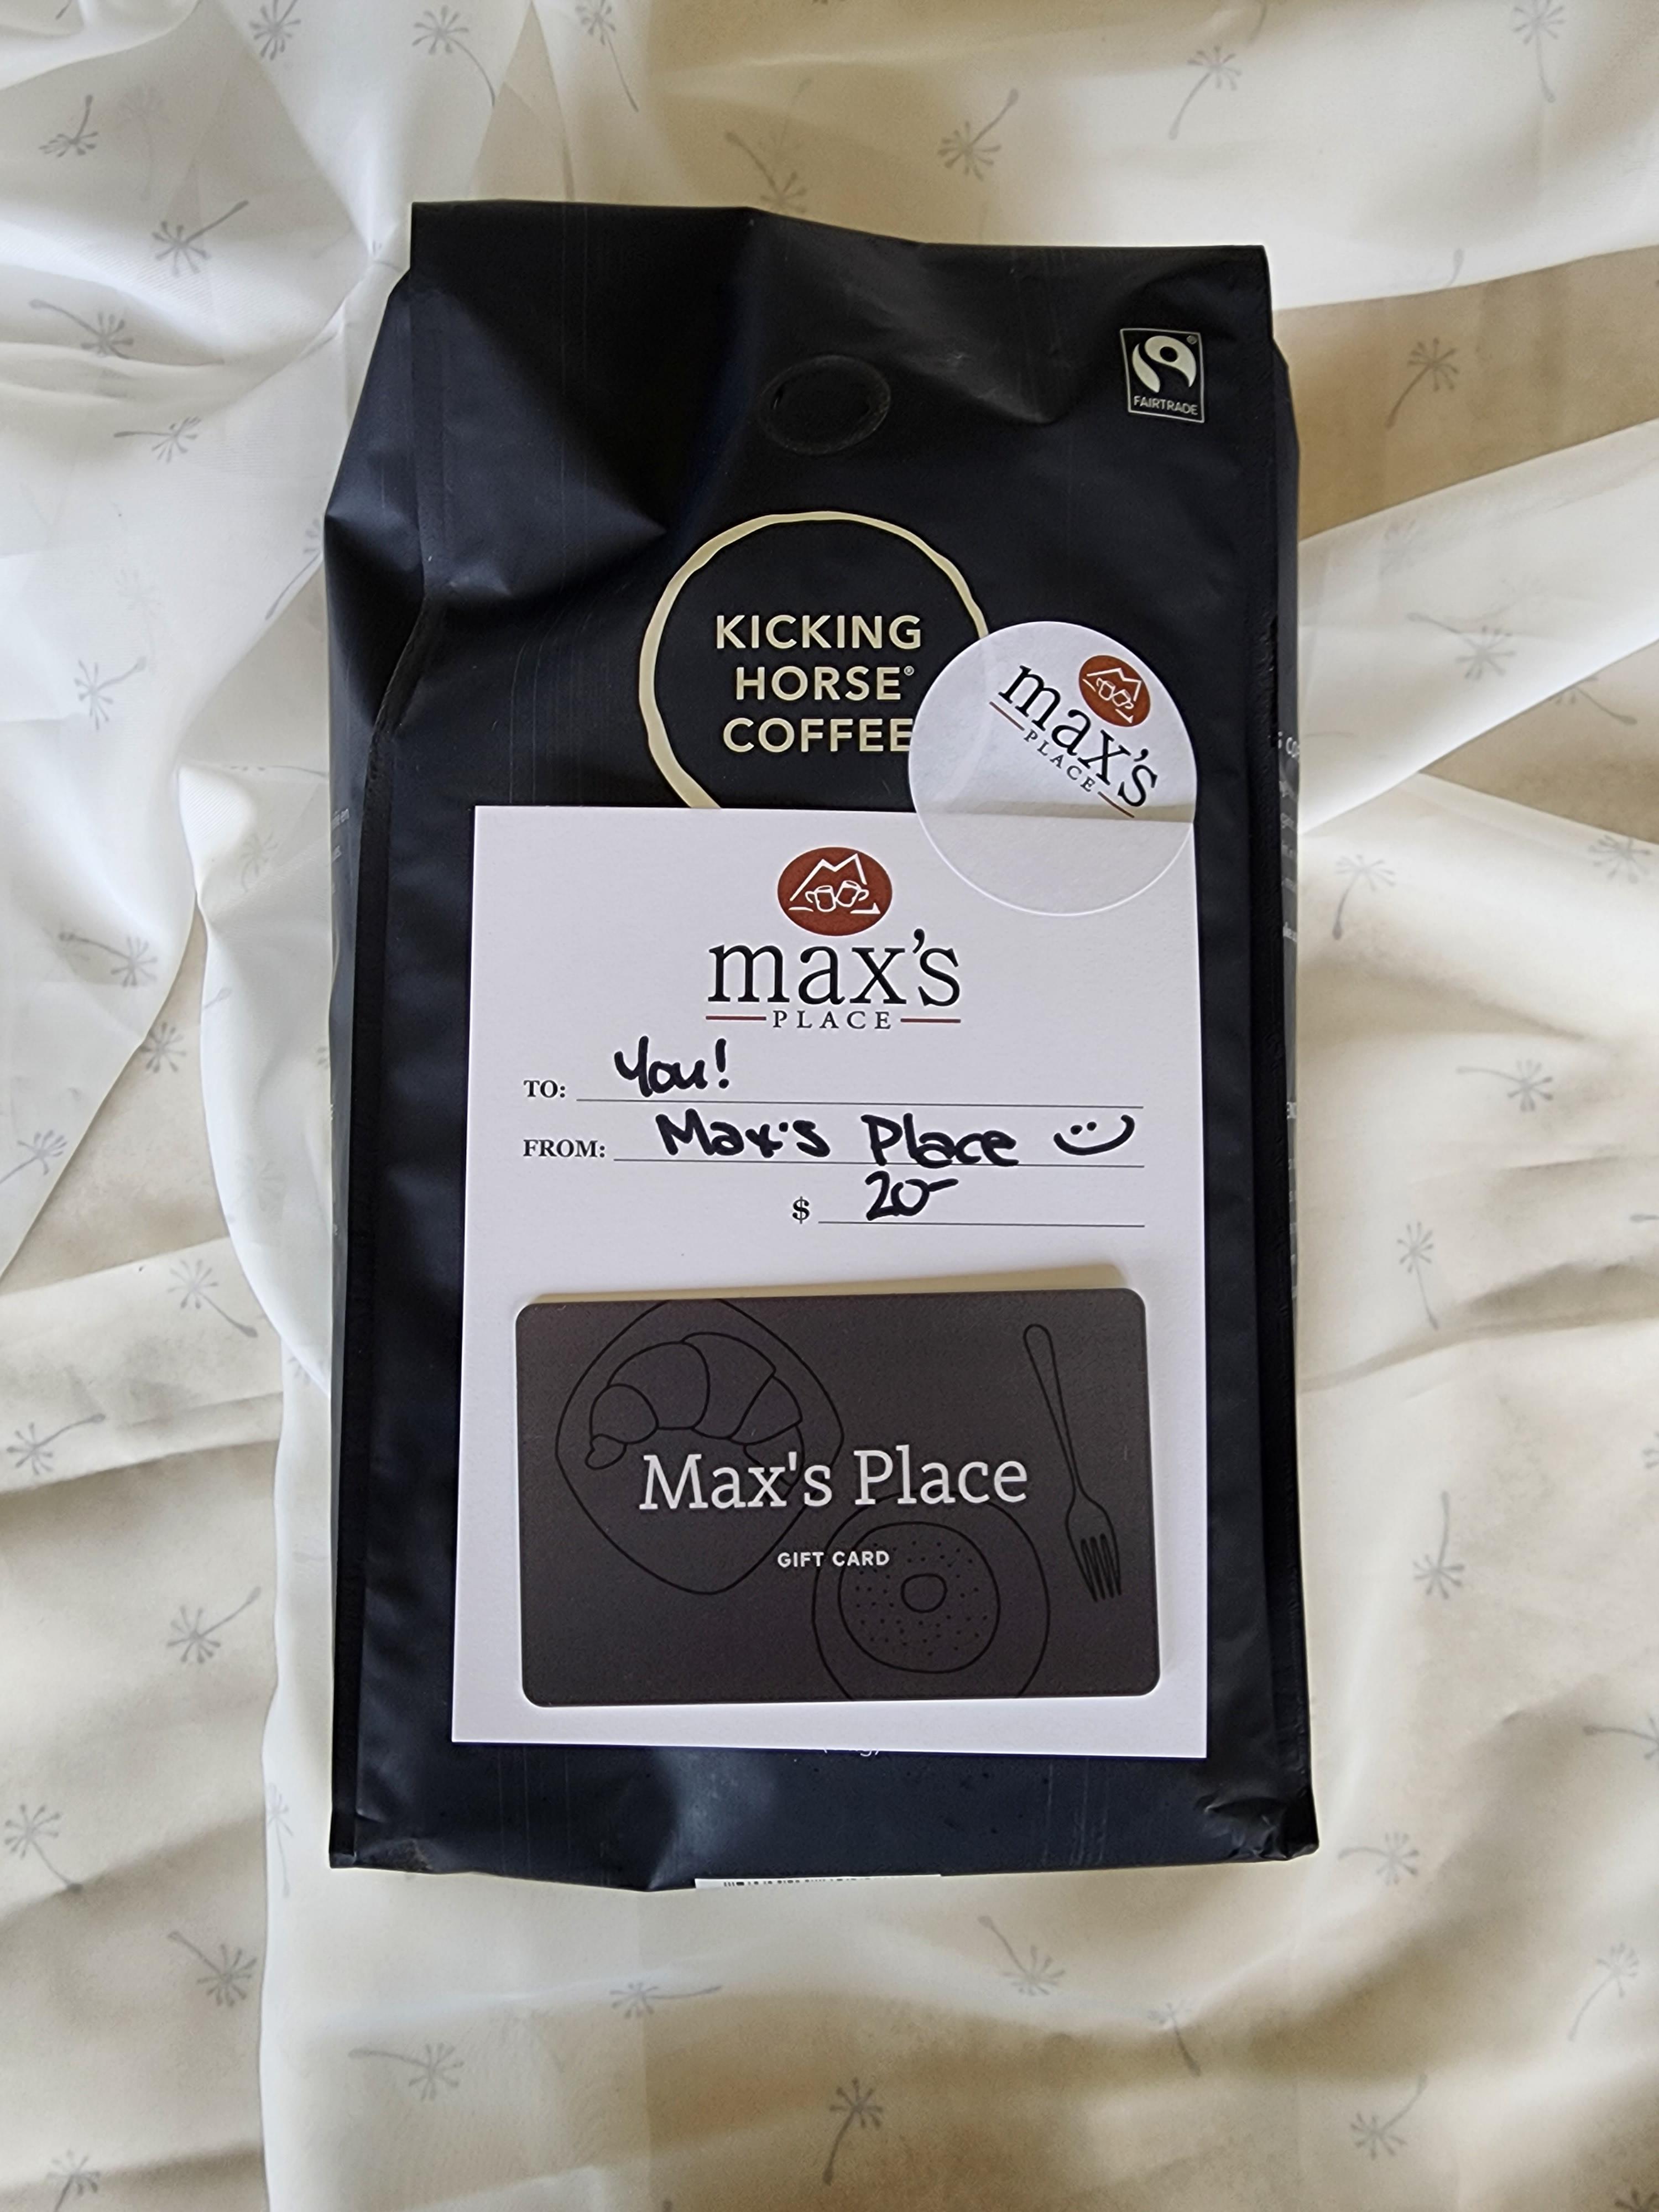 FAIRTRADE
KICKING
HORSE®
COFFEE
max's
PLACE
max's
PLACE
TO: You!
FROM: Max's Place
$ 20-
Max's Place
GIFT CARD